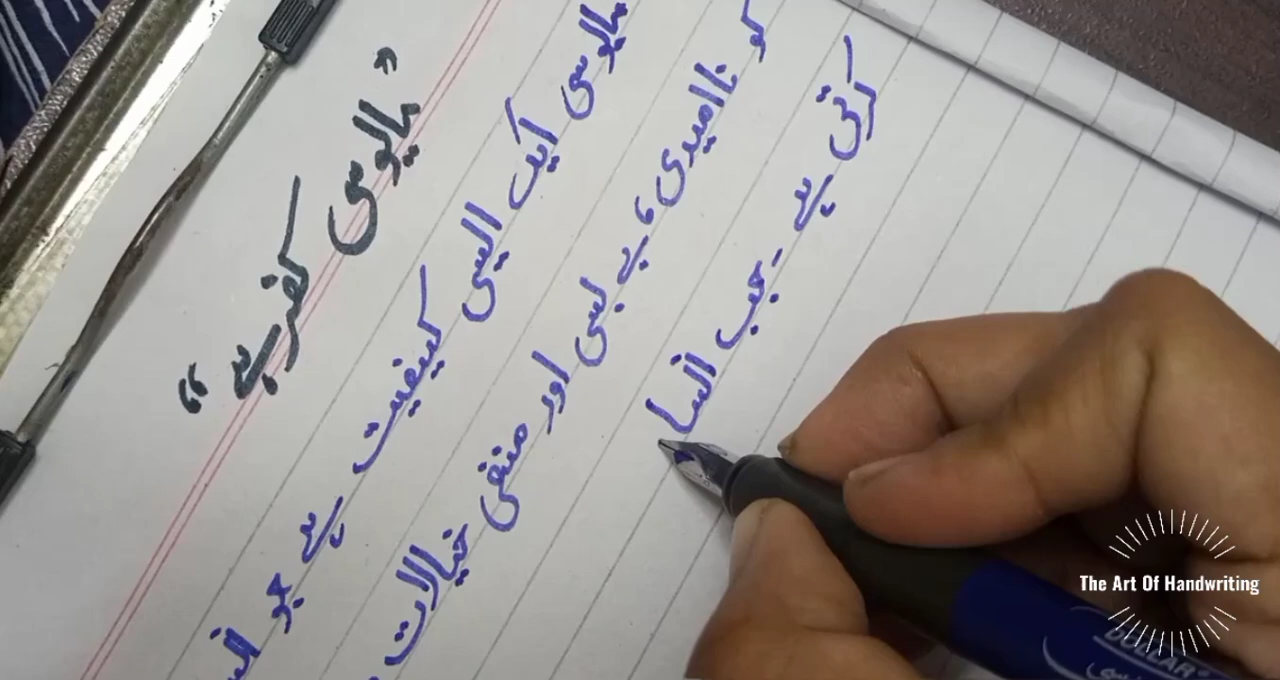 ”مایوسی کفر ہے“
مایوسی ایک ایسی کیفیت ہے جو
کو ناامیدی، بے بسی اور منفی خیالات
کرتی ہے۔ جب انسا
The Art Of Handwriting
DOLLAR